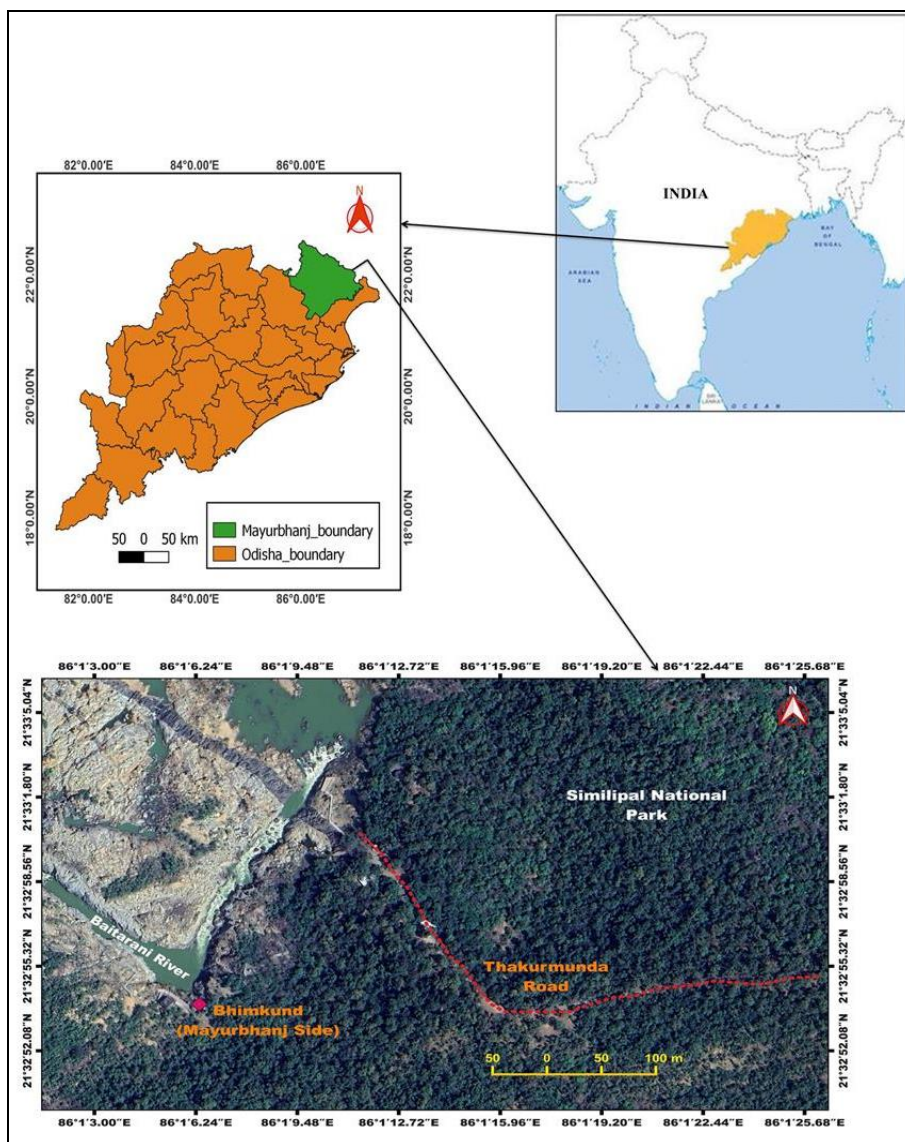 INDIA
ARABIAN
SEA
BAY
OF
BENGAL
SRI
LANKA
INDIAN OCEAN
82°0.00'E 84°0.00'E 86°0.00'E
N
22°0.00'N
20°0.00'N
18°0.00'N
22°0.00'N
20°0.00'N
18°0.00'N
Mayurbhanj_boundary
Odisha_boundary
50 0 50 km
82°0.00'E 84°0.00'E 86°0.00'E
86°1'3.00"E 86°1'6.24"E 86°1'9.48"E 86°1'12.72"E 86°1'15.96"E 86°1'19.20"E 86°1'22.44"E 86°1'25.68"E
N
21°33'5.04"N
21°33'1.80"N
21°32'58.56"N
21°32'55.32"N
21°32'52.08"N
21°33'5.04"N
21°33'1.80"N
21°32'58.56"N
21°32'55.32"N
21°32'52.08"N
Similipal National
Park
Baitarani River
Thakurmunda
Road
Bhimkund
(Mayurbhanj Side)
50 0 50 100 m
86°1'3.00"E 86°1'6.24"E 86°1'9.48"E 86°1'12.72"E 86°1'15.96"E 86°1'19.20"E 86°1'22.44"E 86°1'25.68"E